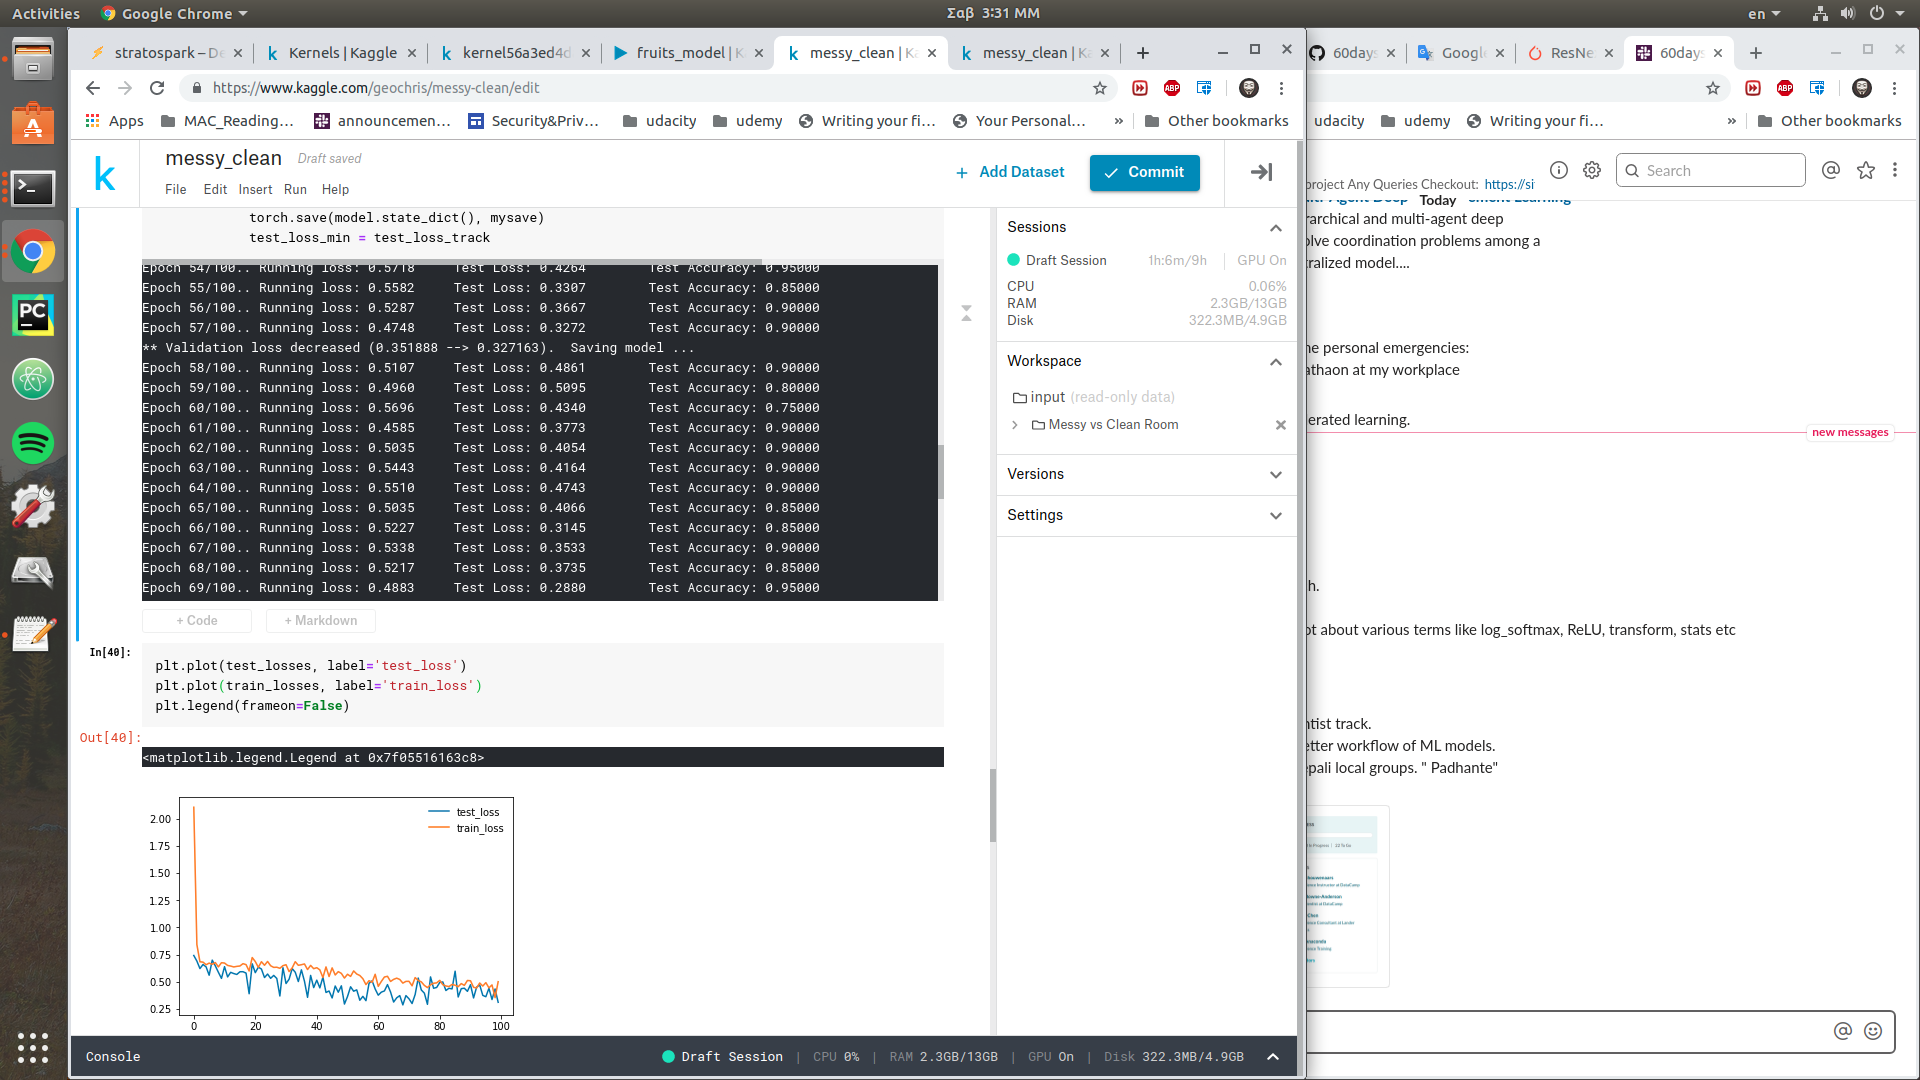 Activities
Google Chrome
Σαβ 3:31 MM
en
stratospark – De
Kernels | Kaggle
kernel56a3ed4d
fruits_model | Ka
messy_clean | Ka
messy_clean | Ka
60days
Google
ResNe
60days
https://www.kaggle.com/geochris/messy-clean/edit
ABP
ABP
Apps
MAC_Reading...
announcemen...
Security&Priv...
udacity
udemy
Writing your fi...
Your Personal...
»
Other bookmarks
udacity
udemy
Writing your fi...
»
Other bookmarks
k
messy_clean
Draft saved
File
Edit
Insert
Run
Help
+ Add Dataset
Commit
torch.save(model.state_dict(), mysave)
test_loss_min = test_loss_track
Epoch 54/100.. Running loss: 0.5718 Test Loss: 0.4264 Test Accuracy: 0.95000
Epoch 55/100.. Running loss: 0.5582 Test Loss: 0.3307 Test Accuracy: 0.85000
Epoch 56/100.. Running loss: 0.5287 Test Loss: 0.3667 Test Accuracy: 0.90000
Epoch 57/100.. Running loss: 0.4748 Test Loss: 0.3272 Test Accuracy: 0.90000
** Validation loss decreased (0.351888 --> 0.327163). Saving model ...
Epoch 58/100.. Running loss: 0.5107 Test Loss: 0.4861 Test Accuracy: 0.90000
Epoch 59/100.. Running loss: 0.4960 Test Loss: 0.5095 Test Accuracy: 0.80000
Epoch 60/100.. Running loss: 0.5696 Test Loss: 0.4340 Test Accuracy: 0.75000
Epoch 61/100.. Running loss: 0.4585 Test Loss: 0.3773 Test Accuracy: 0.90000
Epoch 62/100.. Running loss: 0.5035 Test Loss: 0.4054 Test Accuracy: 0.90000
Epoch 63/100.. Running loss: 0.5443 Test Loss: 0.4164 Test Accuracy: 0.90000
Epoch 64/100.. Running loss: 0.5510 Test Loss: 0.4743 Test Accuracy: 0.90000
Epoch 65/100.. Running loss: 0.5035 Test Loss: 0.4066 Test Accuracy: 0.85000
Epoch 66/100.. Running loss: 0.5227 Test Loss: 0.3145 Test Accuracy: 0.85000
Epoch 67/100.. Running loss: 0.5338 Test Loss: 0.3533 Test Accuracy: 0.90000
Epoch 68/100.. Running loss: 0.5217 Test Loss: 0.3735 Test Accuracy: 0.85000
Epoch 69/100.. Running loss: 0.4883 Test Loss: 0.2880 Test Accuracy: 0.95000
+ Code
+ Markdown
In[40]:
plt.plot(test_losses, label='test_loss')
plt.plot(train_losses, label='train_loss')
plt.legend(frameon=False)
Out[40]:
<matplotlib.legend.Legend at 0x7f05516163c8>
test_loss
train_loss
2.00
1.75
1.50
1.25
1.00
0.75
0.50
0.25
0
20
40
60
80
100
Sessions
Draft Session
1h:6m/9h
GPU On
CPU 0.06%
RAM 2.3GB/13GB
Disk 322.3MB/4.9GB
Workspace
input (read-only data)
Messy vs Clean Room
Versions
Settings
Console
Draft Session | CPU 0% | RAM 2.3GB/13GB | GPU On | Disk 322.3MB/4.9GB
PC
project Any Queries Checkout: https://si
Search
Today
rarchical and multi-agent deep
olve coordination problems among a
tralized model....
ne personal emergencies:
athaon at my workplace
erated learning.
new messages
h.
ot about various terms like log_softmax, ReLU, transform, stats etc
ntist track.
etter workflow of ML models.
epali local groups. " Padhante"